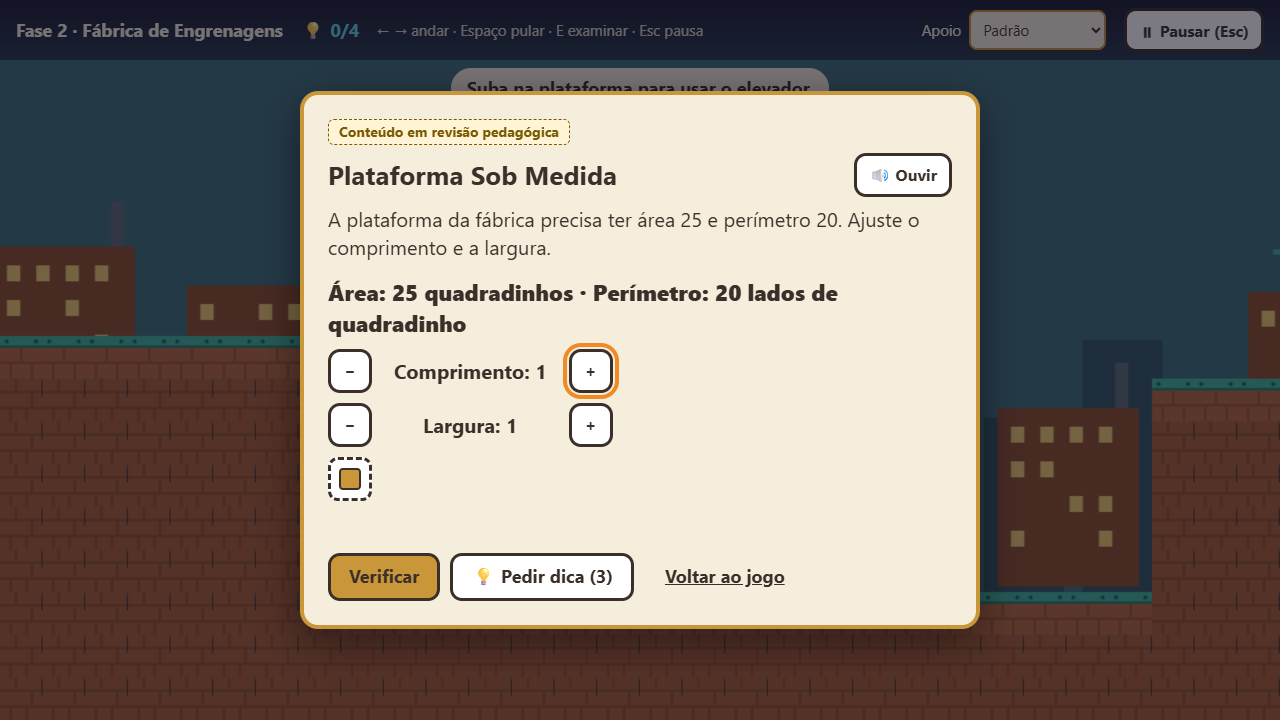 Fase 2 · Fábrica de Engrenagens
0/4
← → andar · Espaço pular · E examinar · Esc pausa
Apoio
Padrão
Pausar (Esc)
Suba na plataforma para usar o elevador
Conteúdo em revisão pedagógica
Plataforma Sob Medida
Ouvir
A plataforma da fábrica precisa ter área 25 e perímetro 20. Ajuste o
comprimento e a largura.
Área: 25 quadradinhos · Perímetro: 20 lados de
quadradinho
− Comprimento: 1 +
− Largura: 1 +
Verificar
Pedir dica (3)
Voltar ao jogo